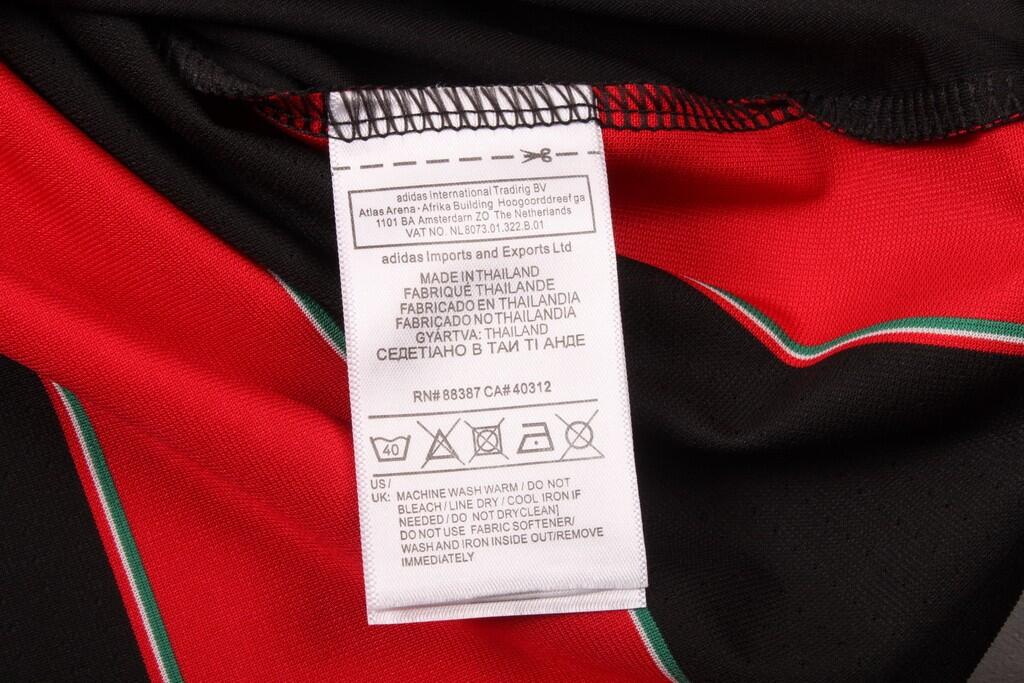 adidas International Tradirig BV
Atlas Arena · Afrika Building Hoogoorddreef ga
1101 BA Amsterdarn ZO The Netherlands
VAT NO. NL8073.01.322.B.01
adidas Imports and Exports Ltd
MADE IN THAILAND
FABRIQUÉ THAILANDE
FABRICADO EN THAILANDIA
FABRICADO NO THAILANDIA
GYÁRTVA: THAILAND
СЕДЕТІАНО В ТАИ ТІ АНДЕ
RN# 88387 CA# 40312
40
US /
UK: MACHINE WASH WARM / DO NOT
BLEACH / LINE DRY / COOL IRON IF
NEEDED / DO NOT DRYCLEAN]
DO NOT USE FABRIC SOFTENER/
WASH AND IRON INSIDE OUT/REMOVE
IMMEDIATELY